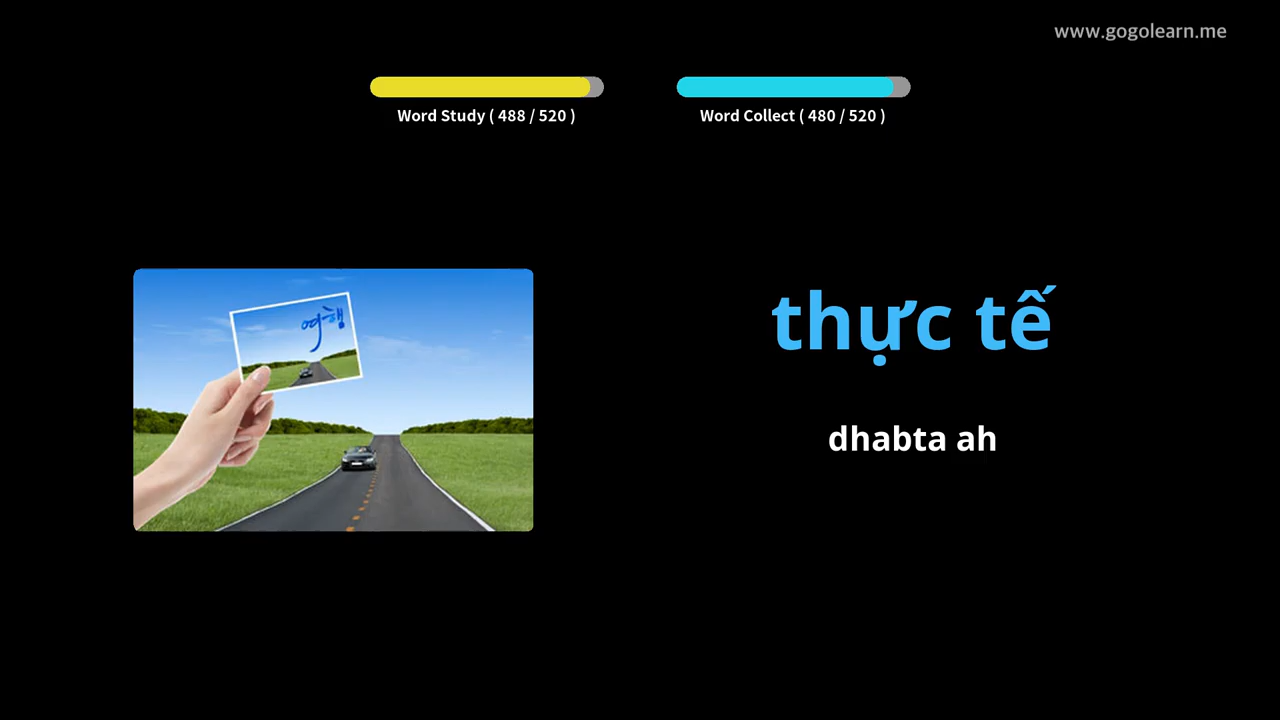 www.gogolearn.me
Word Study ( 488 / 520 )
Word Collect ( 480 / 520 )
여행
thực tế
dhabta ah